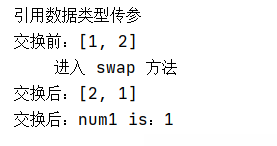 引用数据类型传参
交换前：[1, 2]
    进入 swap 方法
交换后：[2, 1]
交换后：num1 is：1